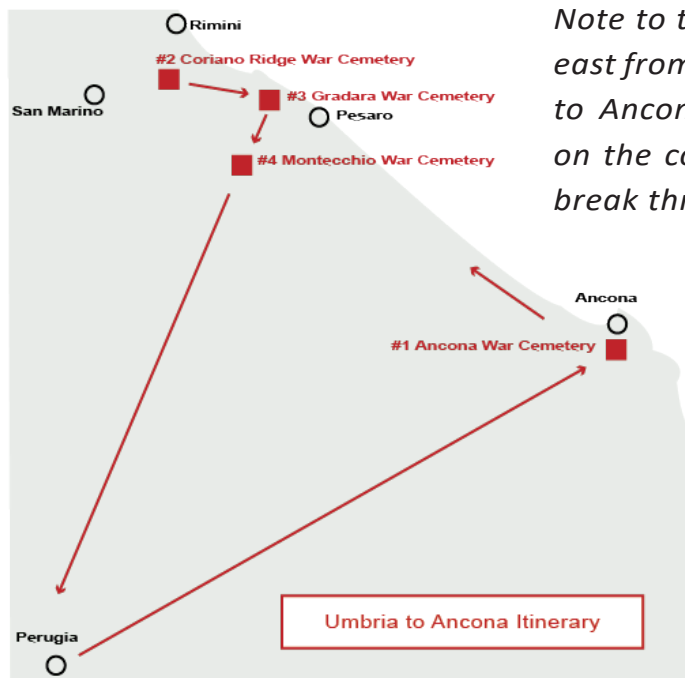 Note to t
east from
to Ancon
on the co
break thr
Rimini
#2 Coriano Ridge War Cemetery
San Marino
#3 Gradara War Cemetery
Pesaro
#4 Montecchio War Cemetery
Ancona
#1 Ancona War Cemetery
Umbria to Ancona Itinerary
Perugia